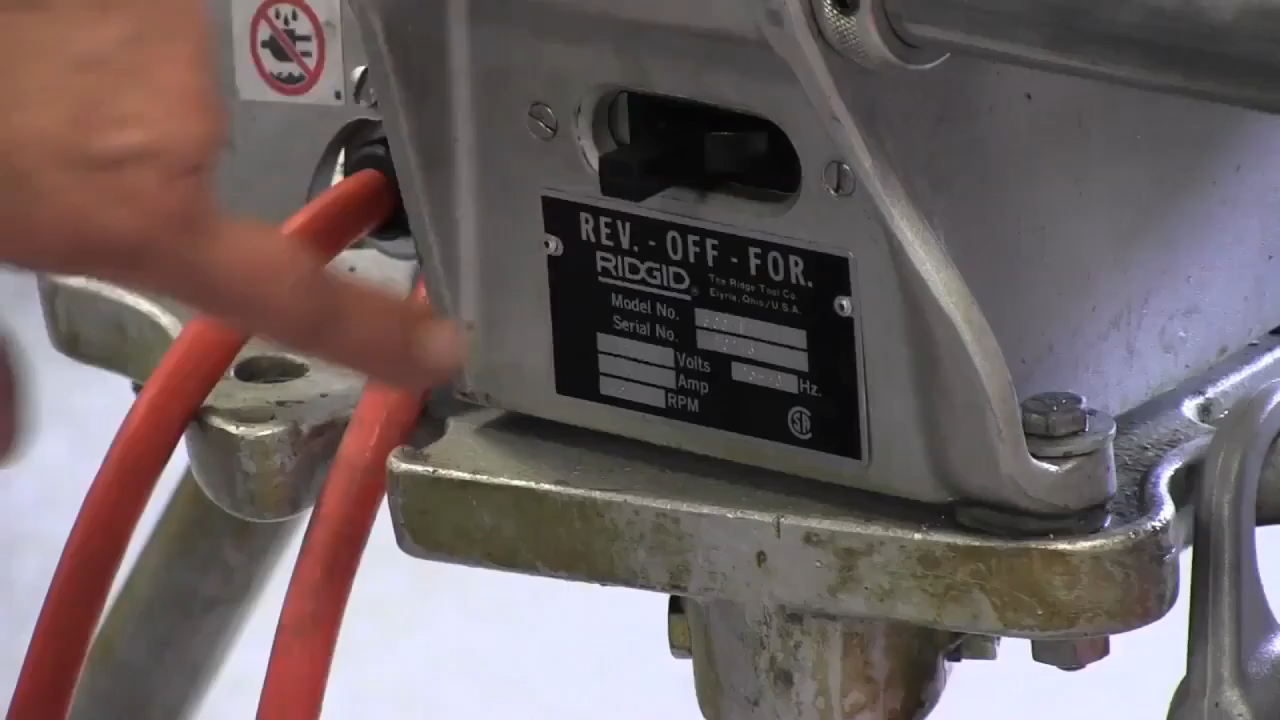 REV. - OFF - FOR.
RIDGID®
The Ridge Tool Co.
Elyria, Ohio/U.S.A.
Model No.
Serial No.
Volts
Amp
Hz.
RPM